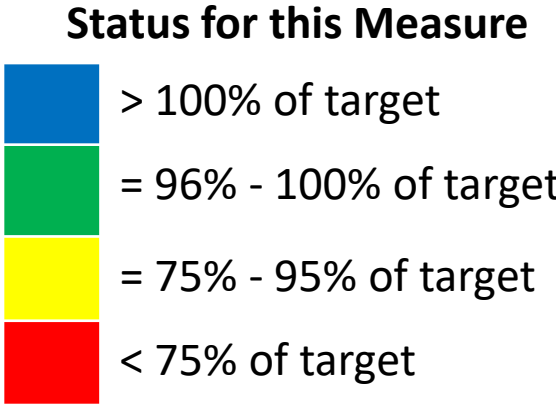 Status for this Measure
> 100% of target
= 96% - 100% of target
= 75% - 95% of target
< 75% of target